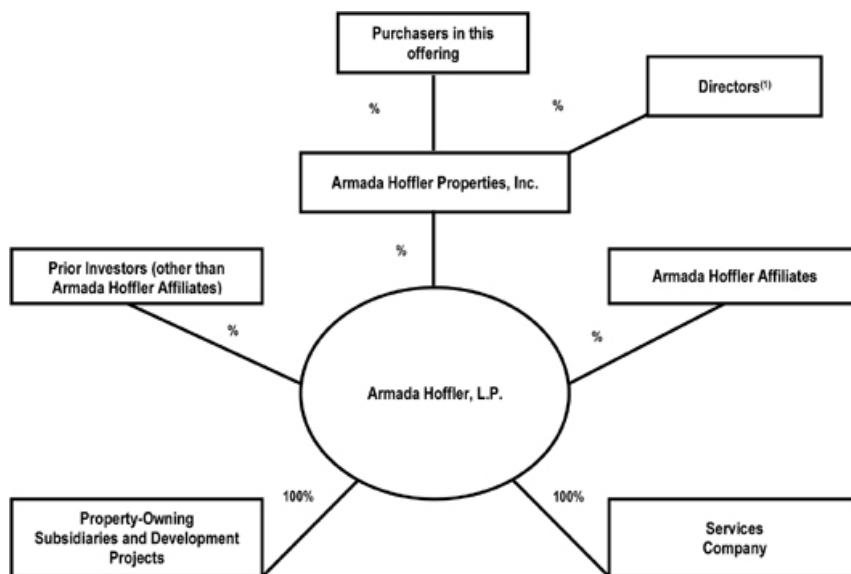 Purchasers in this
offering
Directors(1)
%
%
Armada Hoffler Properties, Inc.
%
Prior Investors (other than
Armada Hoffler Affiliates)
Armada Hoffler Affiliates
%
%
Armada Hoffler, L.P.
100%
100%
Property-Owning
Subsidiaries and Development
Projects
Services
Company